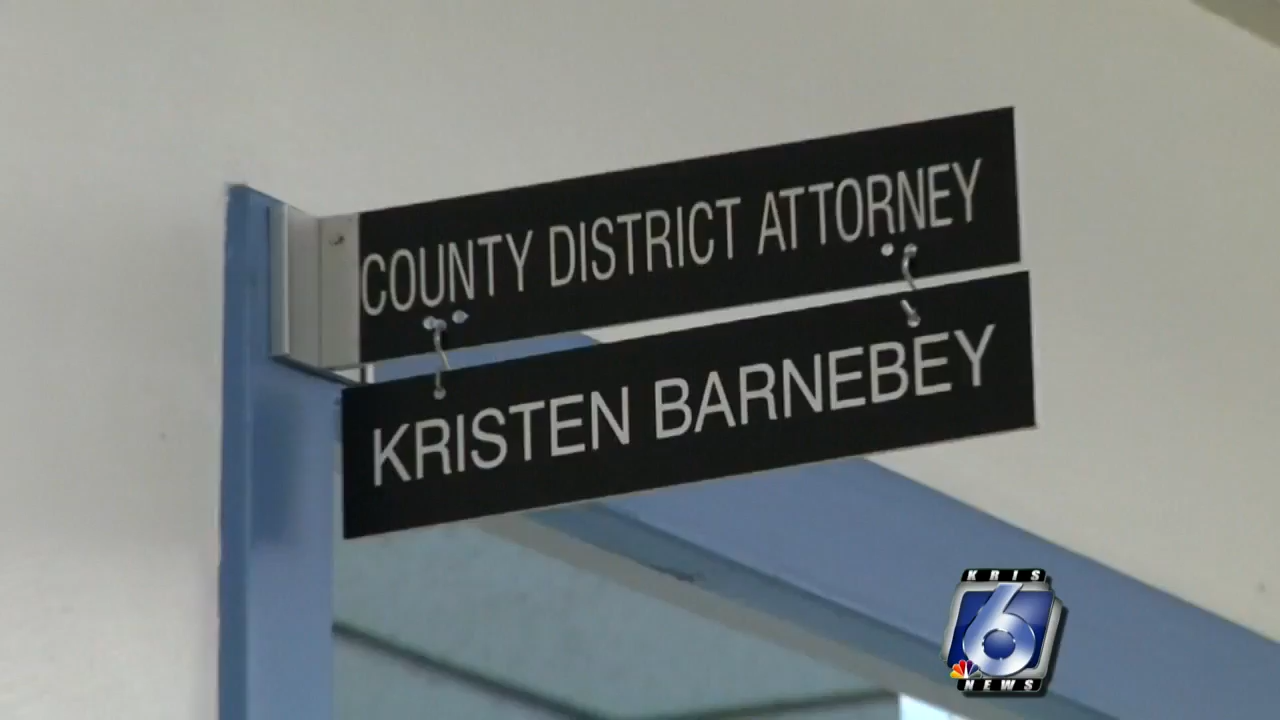 COUNTY DISTRICT ATTORNEY
KRISTEN BARNEBEY
KRIS
6
NEWS